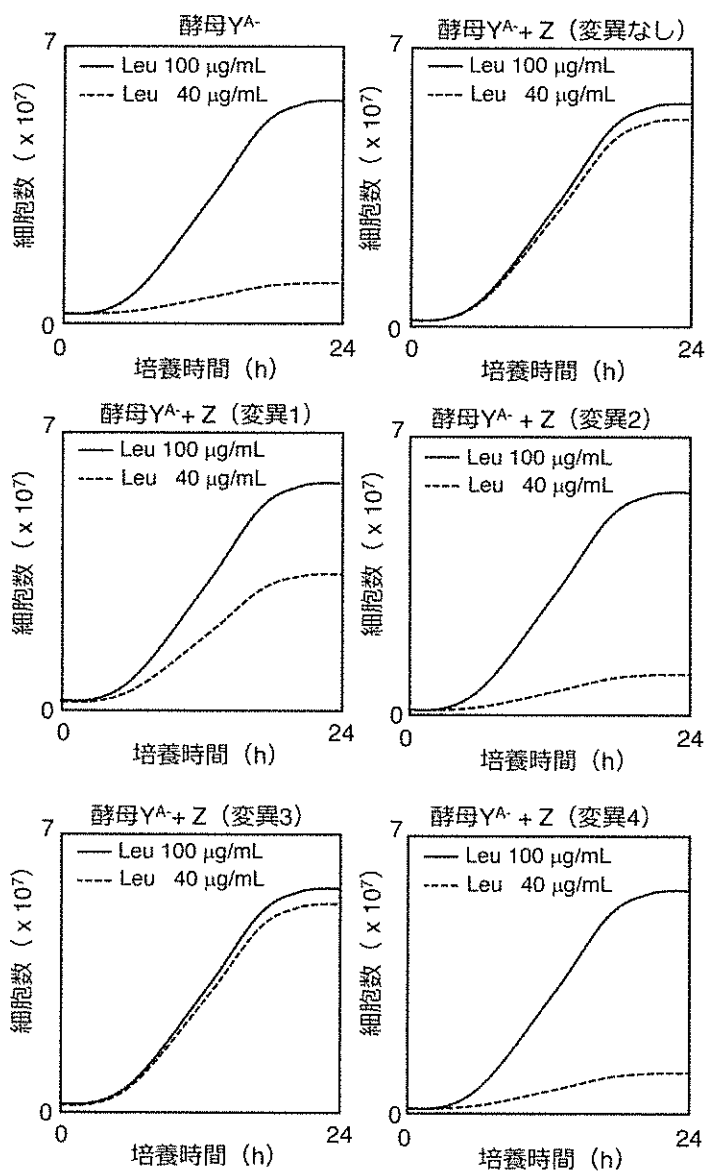 酵母Yᴬ⁻
7
Leu 100 μg/mL
Leu 40 μg/mL
細胞数 ( x 10⁷)
0
0
24
培養時間 (h)
酵母Yᴬ⁻+ Z (変異なし)
7
Leu 100 μg/mL
Leu 40 μg/mL
細胞数 ( x 10⁷)
0
0
24
培養時間 (h)
酵母Yᴬ⁻+ Z (変異1)
7
Leu 100 μg/mL
Leu 40 μg/mL
細胞数 ( x 10⁷)
0
0
24
培養時間 (h)
酵母Yᴬ⁻ + Z (変異2)
7
Leu 100 μg/mL
Leu 40 μg/mL
細胞数 ( x 10⁷)
0
0
24
培養時間 (h)
酵母Yᴬ⁻+ Z (変異3)
7
Leu 100 μg/mL
Leu 40 μg/mL
細胞数 ( x 10⁷)
0
0
24
培養時間 (h)
酵母Yᴬ⁻ + Z (変異4)
7
Leu 100 μg/mL
Leu 40 μg/mL
細胞数 ( x 10⁷)
0
0
24
培養時間 (h)